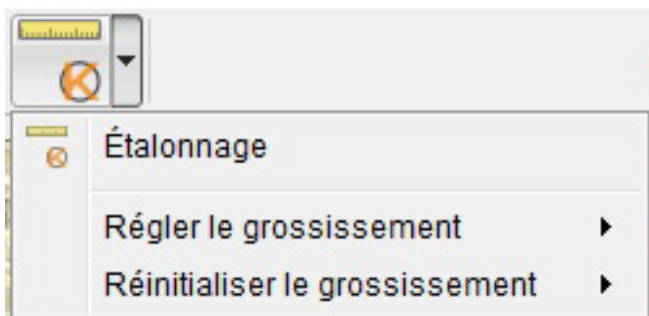 Étalonnage
Régler le grossissement
Réinitialiser le grossissement